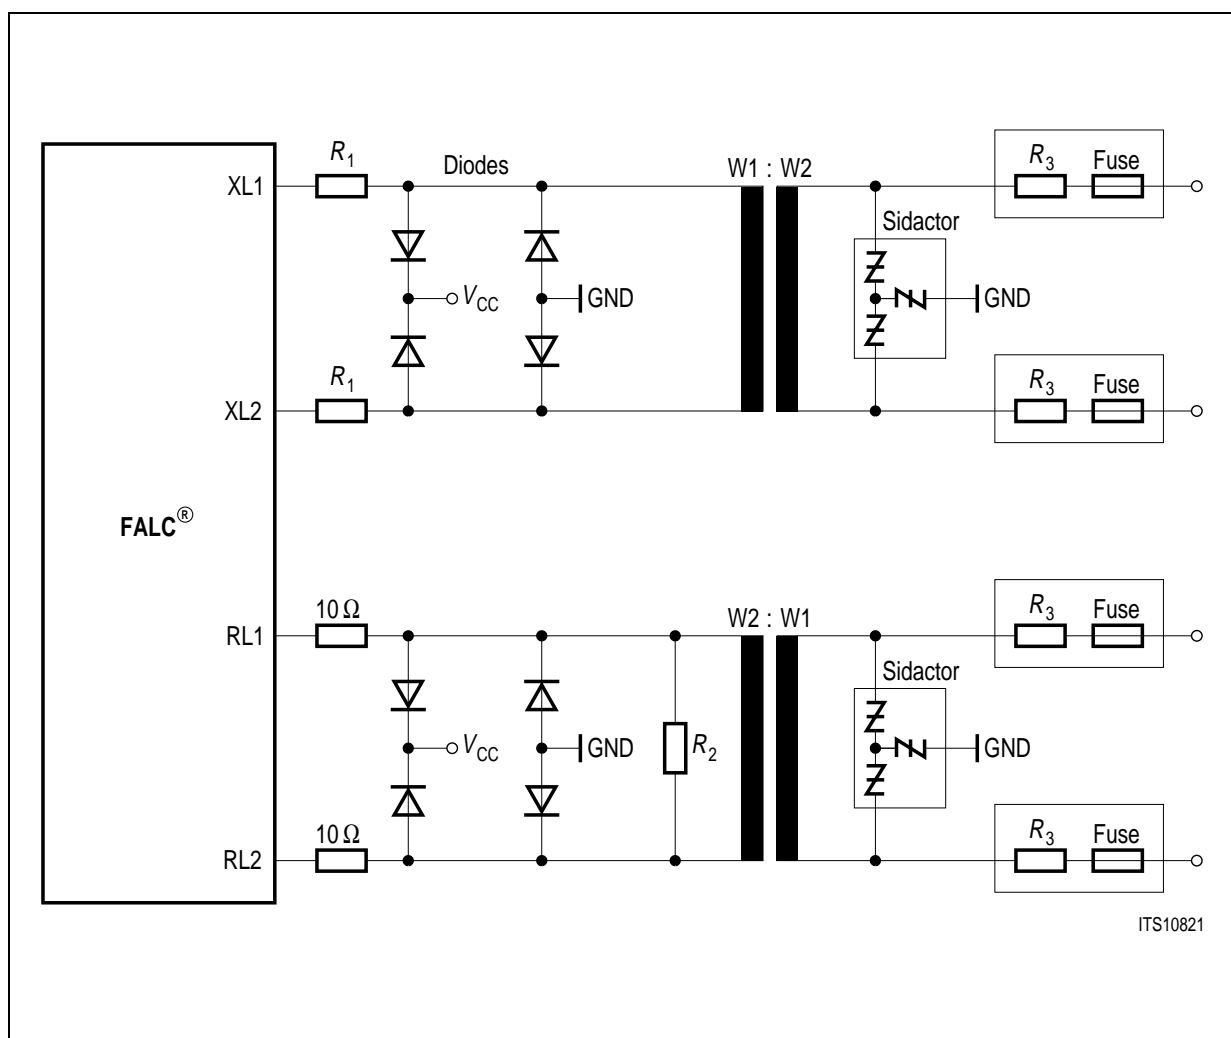 R1
Diodes
W1 : W2
R3
Fuse
XL1
Sidactor
VCC
GND
GND
R1
R3
Fuse
XL2
FALC®
10 Ω
W2 : W1
R3
Fuse
RL1
Sidactor
VCC
GND
R2
GND
10 Ω
R3
Fuse
RL2
ITS10821